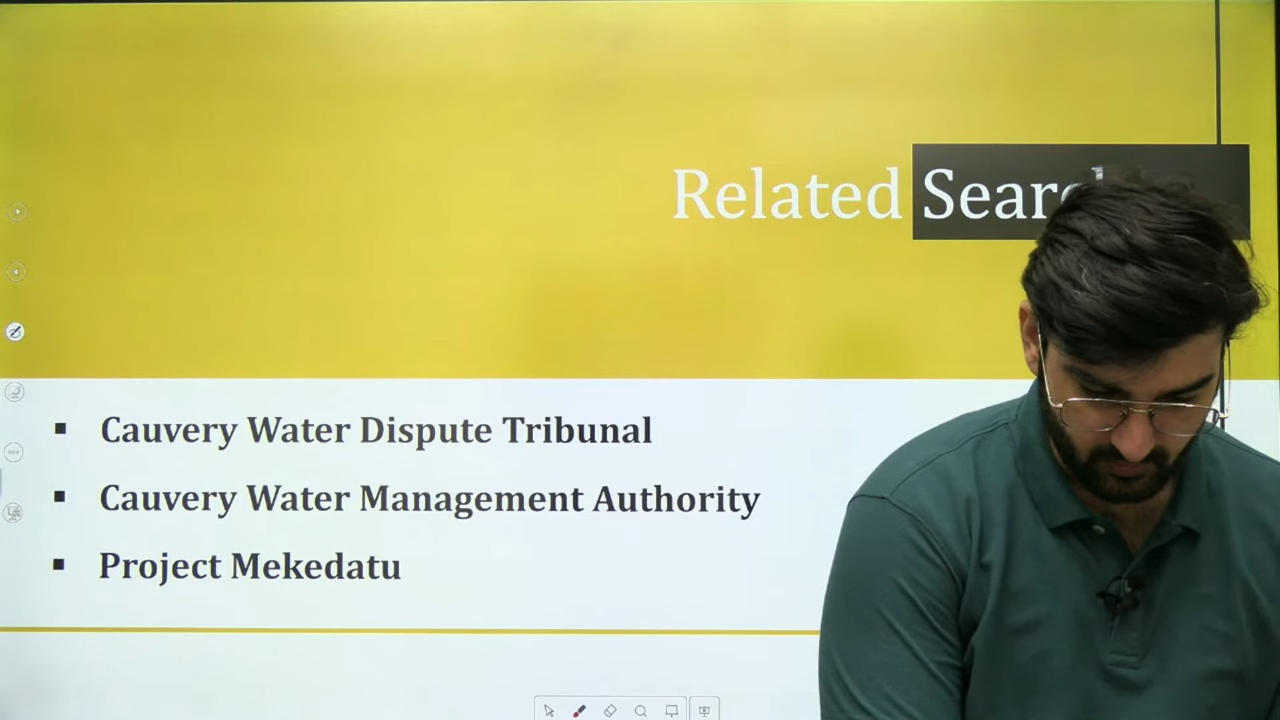 Related
Cauvery Water Dispute Tribunal
Cauvery Water Management Authority
Project Mekedatu